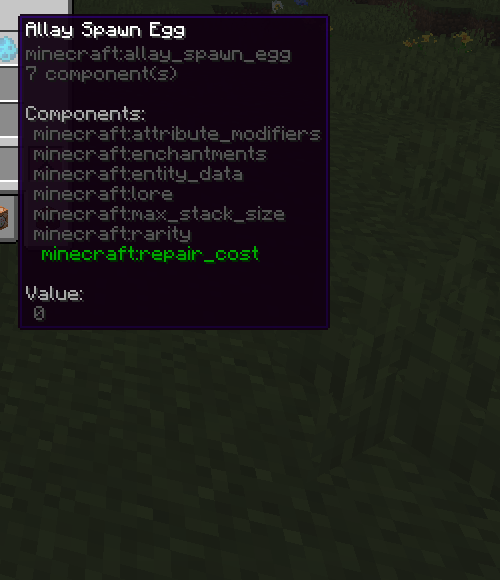 Allay Spawn Egg
minecraft:allay_spawn_egg
7 component(s)
Components:
minecraft:attribute_modifiers
minecraft:enchantments
minecraft:entity_data
minecraft:lore
minecraft:max_stack_size
minecraft:rarity
minecraft:repair_cost
Value:
0